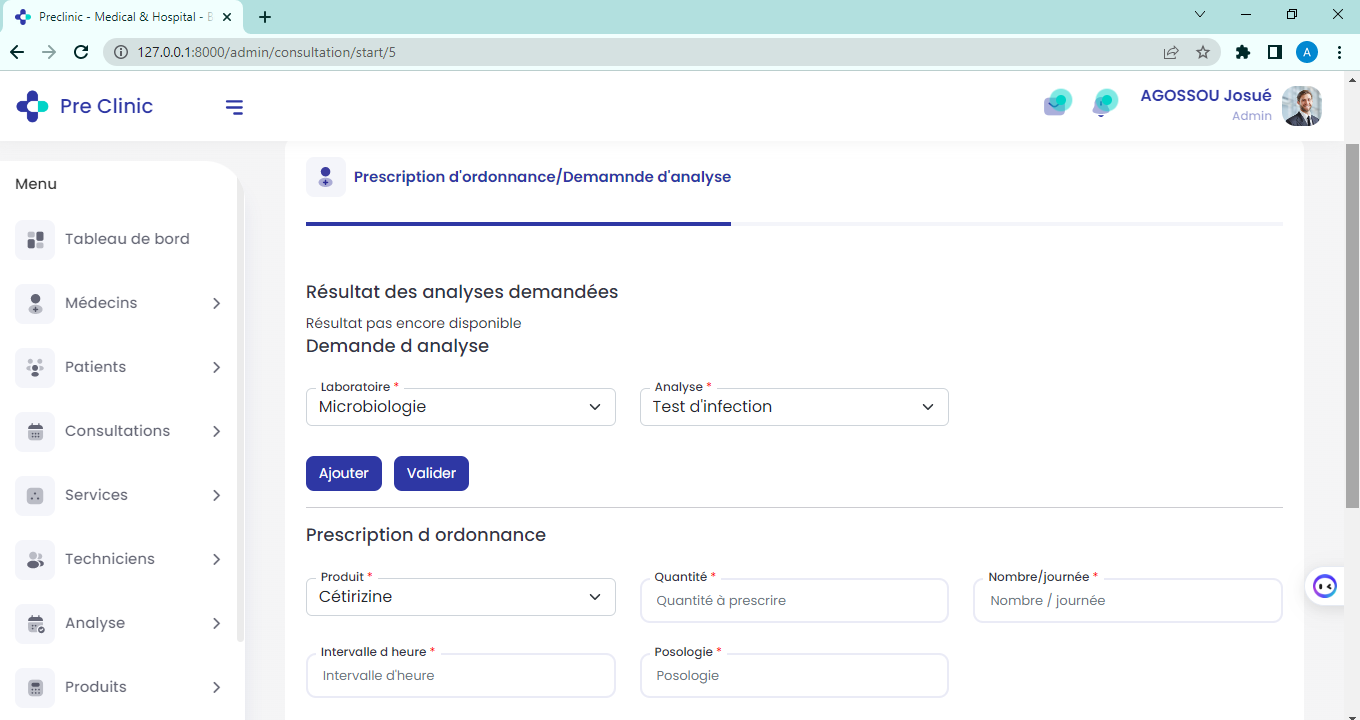 Preclinic - Medical & Hospital - B
127.0.0.1:8000/admin/consultation/start/5
A
Pre Clinic
AGOSSOU Josué
Admin
Menu
Tableau de bord
Médecins
Patients
Consultations
Services
Techniciens
Analyse
Produits
Prescription d'ordonnance/Demamnde d'analyse
Résultat des analyses demandées
Résultat pas encore disponible
Demande d analyse
Laboratoire * Analyse *
Microbiologie Test d'infection
Ajouter Valider
Prescription d ordonnance
Produit * Quantité * Nombre/journée *
Cétirizine Quantité à prescrire Nombre / journée
Intervalle d heure * Posologie *
Intervalle d'heure Posologie